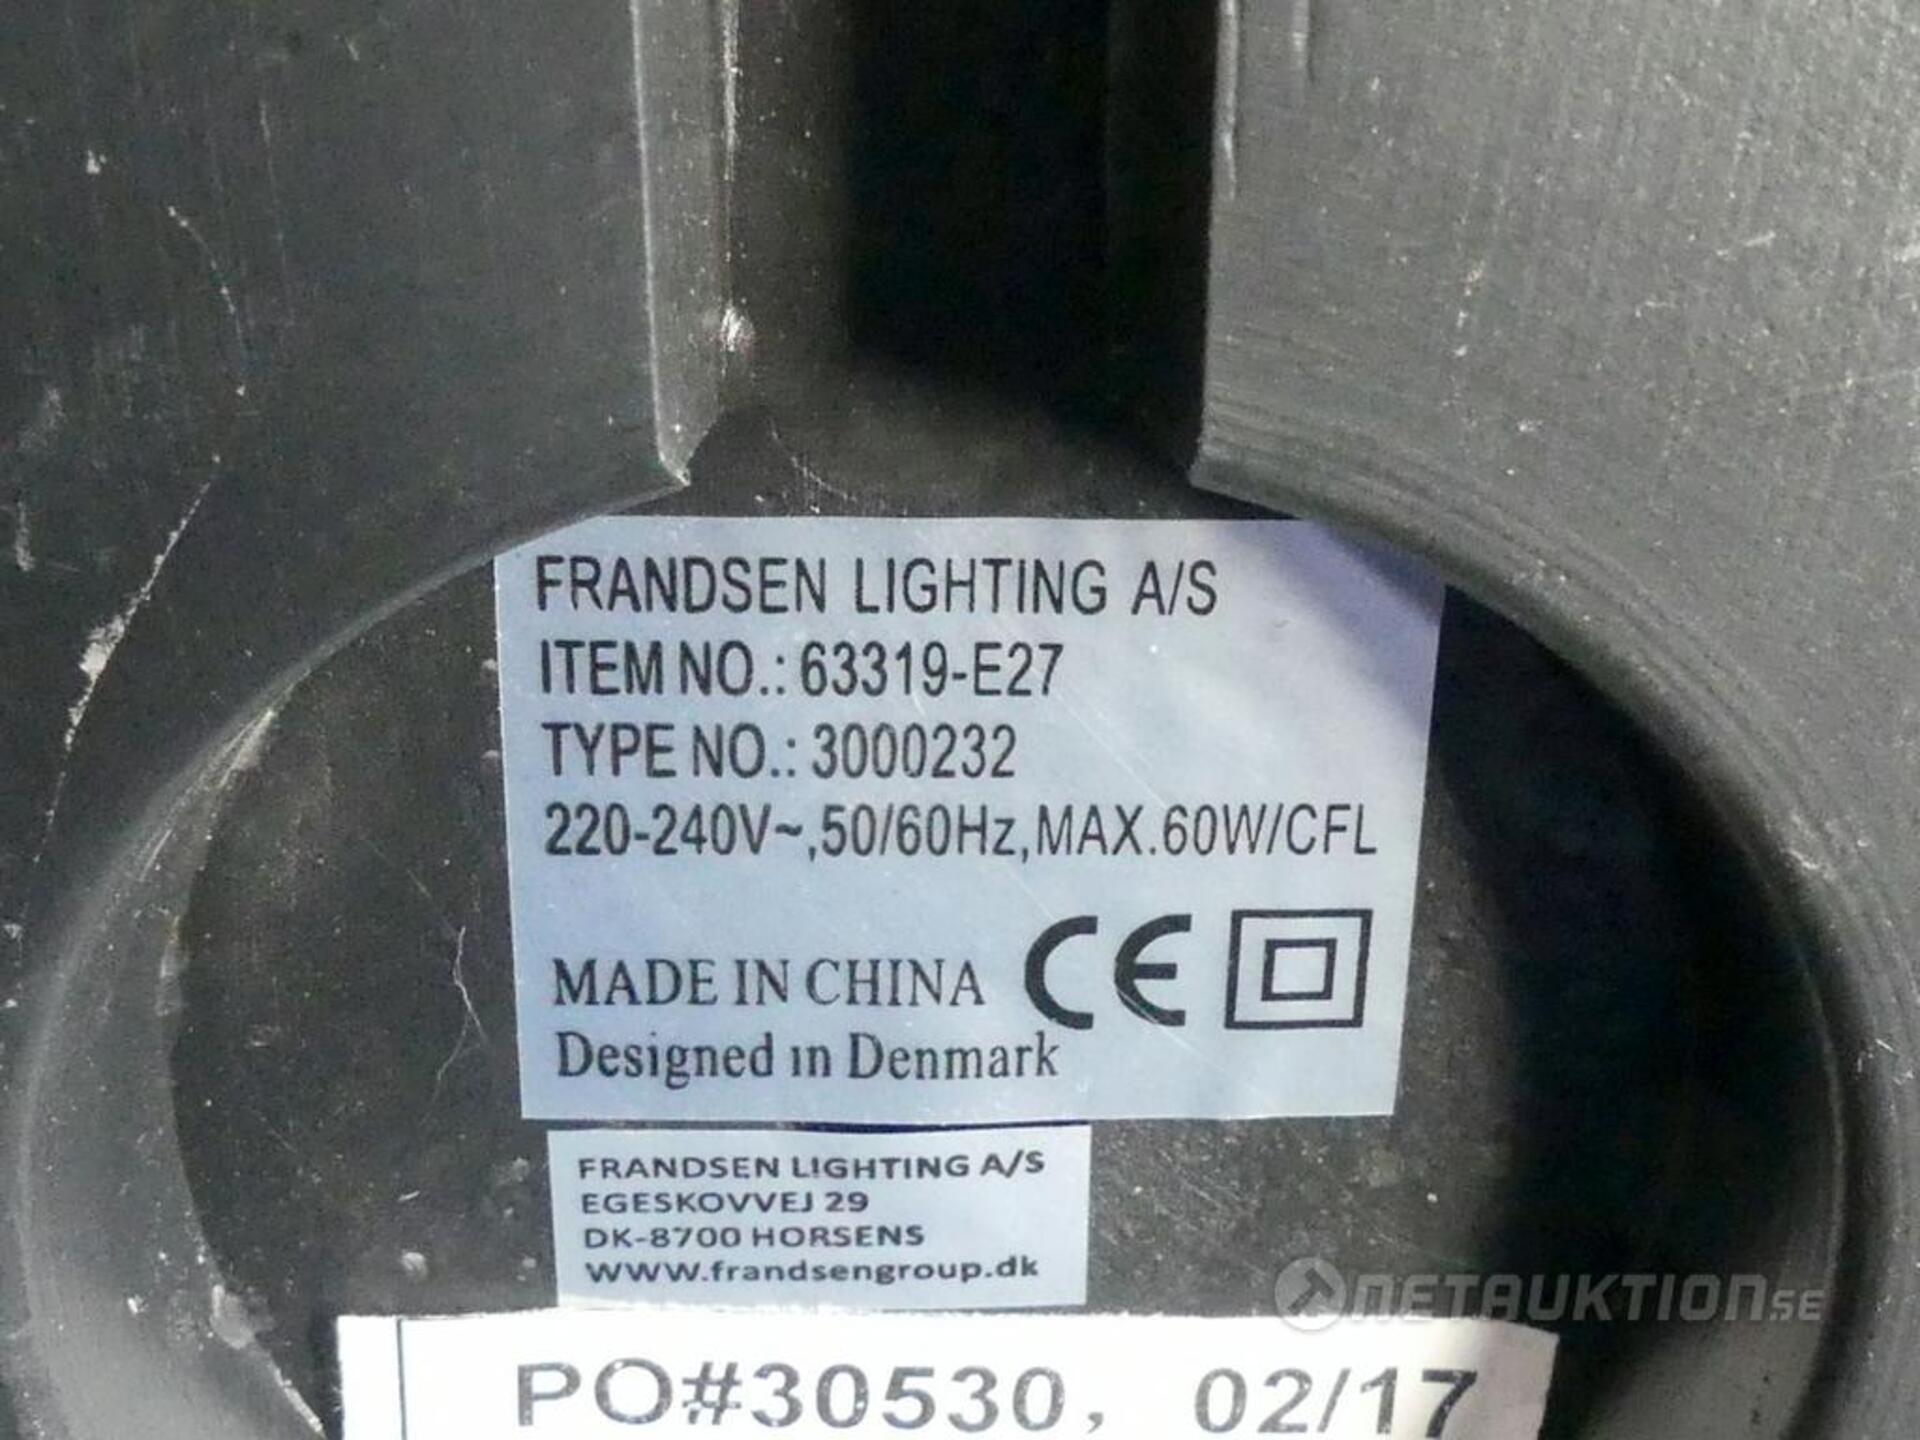 FRANDSEN LIGHTING A/S
ITEM NO.: 63319-E27
TYPE NO.: 3000232
220-240V~,50/60Hz,MAX.60W/CFL
MADE IN CHINA CE
Designed in Denmark
FRANDSEN LIGHTING A/S
EGESKOVVEJ 29
DK-8700 HORSENS
WWW.frandsengroup.dk
NETAUKTION.SE
PO#30530, 02/17